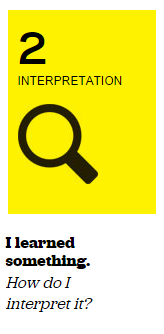 2
INTERPRETATION
I learned
something.
How do I
interpret it?